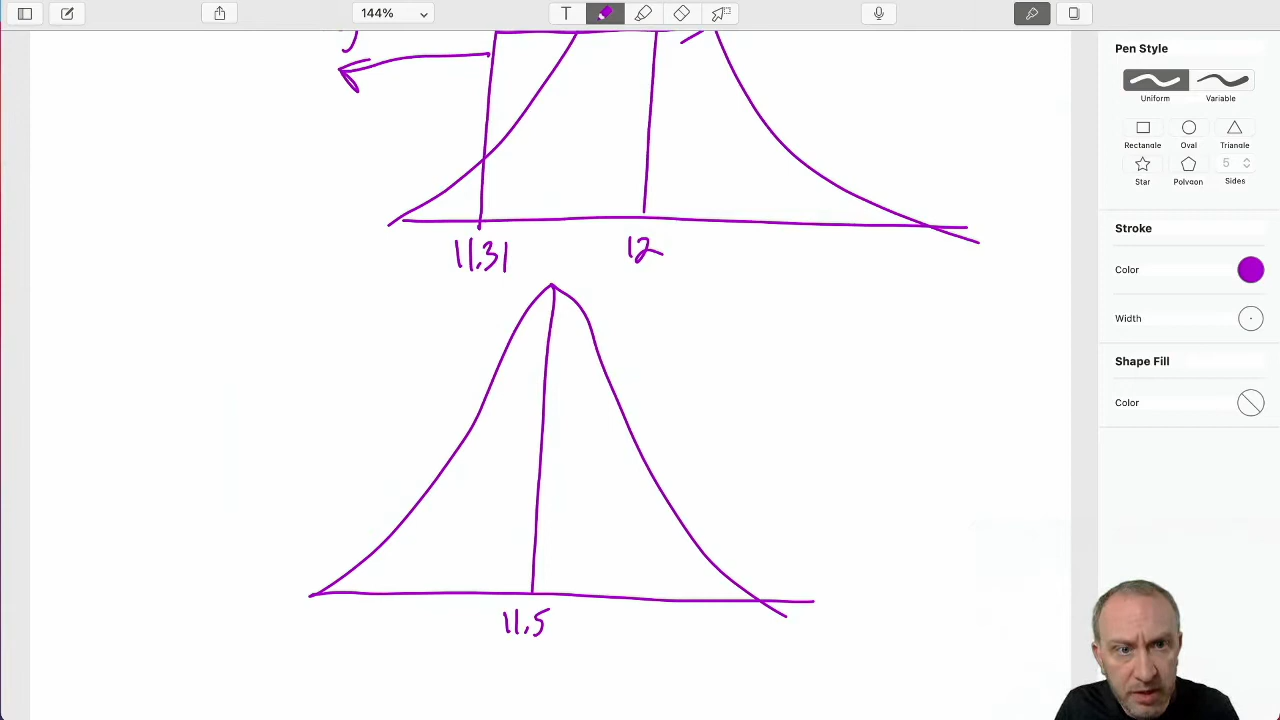 144%
T
Pen Style
Uniform Variable
Rectangle Oval Triangle
5
Star Polygon Sides
Stroke
Color
Width
Shape Fill
Color
11.31 12
11.5